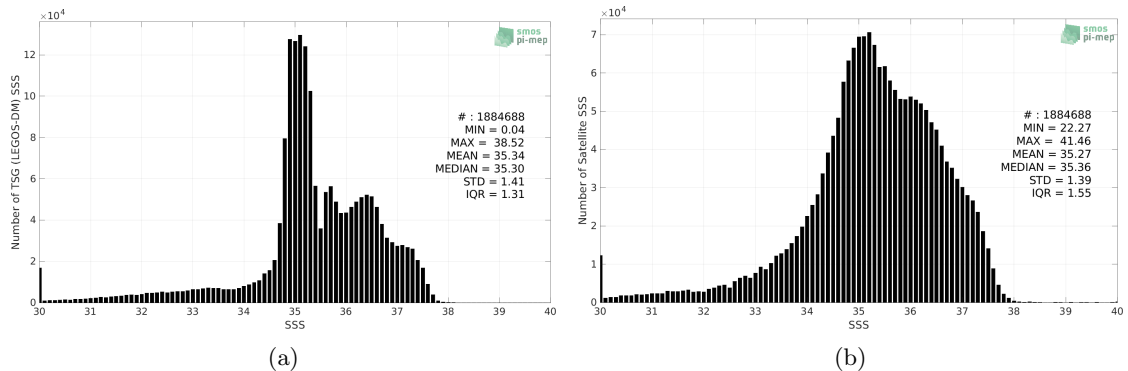 ×10⁴
smos
pi-mep
12
10
8
6
4
2
0
Number of TSG (LEGOS-DM) SSS
# : 1884688
MIN = 0.04
MAX = 38.52
MEAN = 35.34
MEDIAN = 35.30
STD = 1.41
IQR = 1.31
30 31 32 33 34 35 36 37 38 39 40
SSS
(a)
×10⁴
smos
pi-mep
7
6
5
4
3
2
1
0
Number of Satellite SSS
# : 1884688
MIN = 22.27
MAX = 41.46
MEAN = 35.27
MEDIAN = 35.36
STD = 1.39
IQR = 1.55
30 31 32 33 34 35 36 37 38 39 40
SSS
(b)